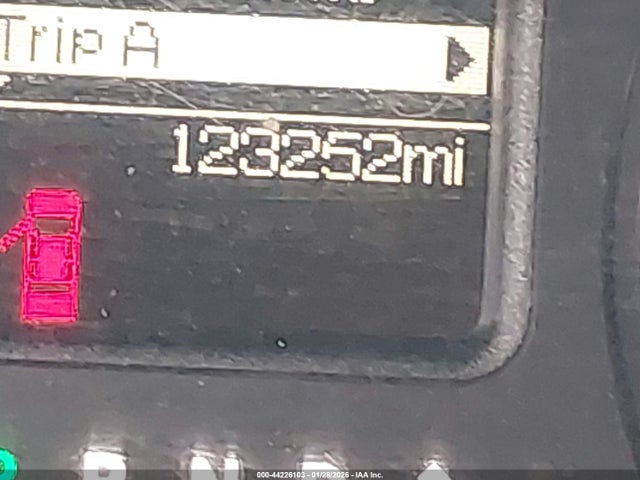 Trip A
123252mi
000-44226103 - 01/28/2026 - IAA Inc.